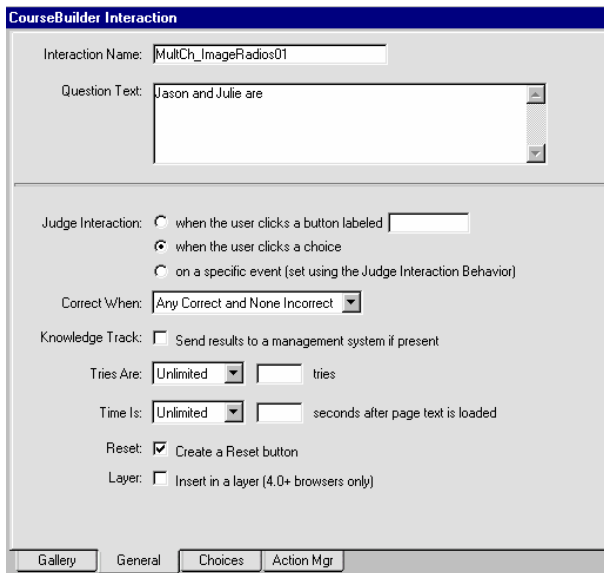 CourseBuilder Interaction
Interaction Name: MultCh_ImageRadios01
Question Text: Jason and Julie are
Judge Interaction: when the user clicks a button labeled
when the user clicks a choice
on a specific event (set using the Judge Interaction Behavior)
Correct When: Any Correct and None Incorrect
Knowledge Track: Send results to a management system if present
Tries Are: Unlimited tries
Time Is: Unlimited seconds after page text is loaded
Reset: Create a Reset button
Layer: Insert in a layer (4.0+ browsers only)
Gallery General Choices Action Mgr